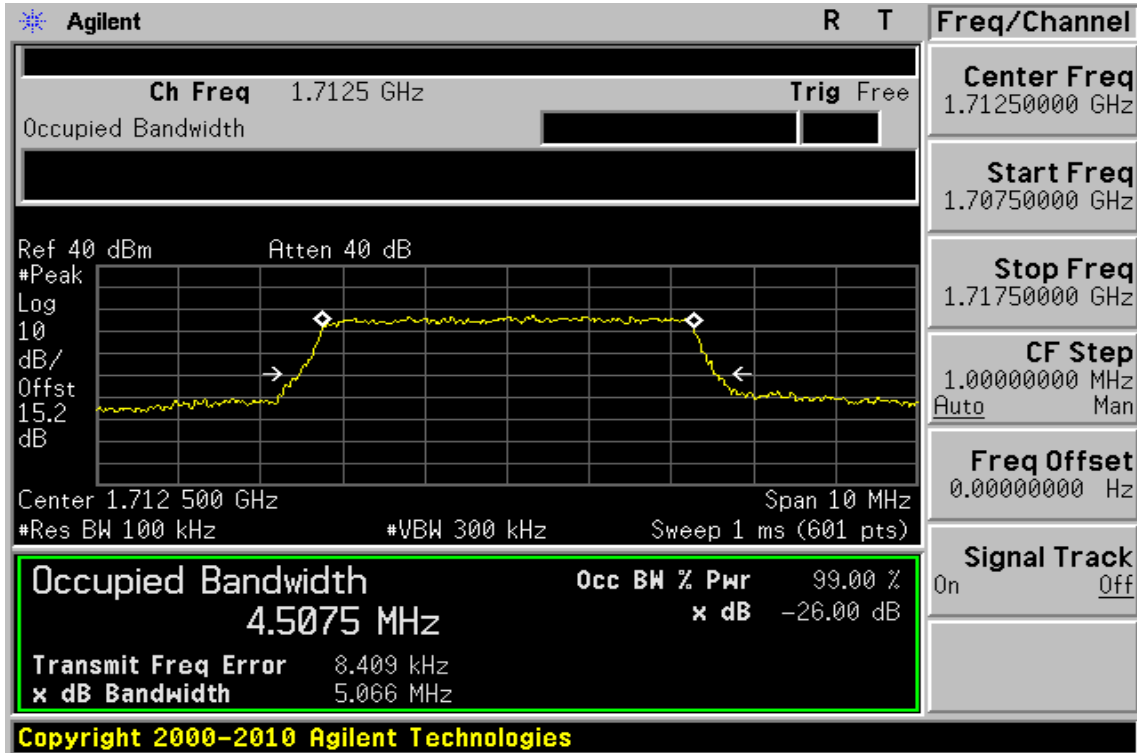 Agilent R T
Freq/Channel
Ch Freq 1.7125 GHz Trig Free
Occupied Bandwidth
Center Freq
1.71250000 GHz
Start Freq
1.70750000 GHz
Stop Freq
1.71750000 GHz
CF Step
1.00000000 MHz
Auto Man
Freq Offset
0.00000000 Hz
Signal Track
On Off
Ref 40 dBm Atten 40 dB
#Peak
Log
10
dB/
Offst
15.2
dB
Center 1.712 500 GHz Span 10 MHz
#Res BW 100 kHz #VBW 300 kHz Sweep 1 ms (601 pts)
Occupied Bandwidth
4.5075 MHz
Occ BW % Pwr 99.00 %
x dB -26.00 dB
Transmit Freq Error 8.409 kHz
x dB Bandwidth 5.066 MHz
Copyright 2000-2010 Agilent Technologies